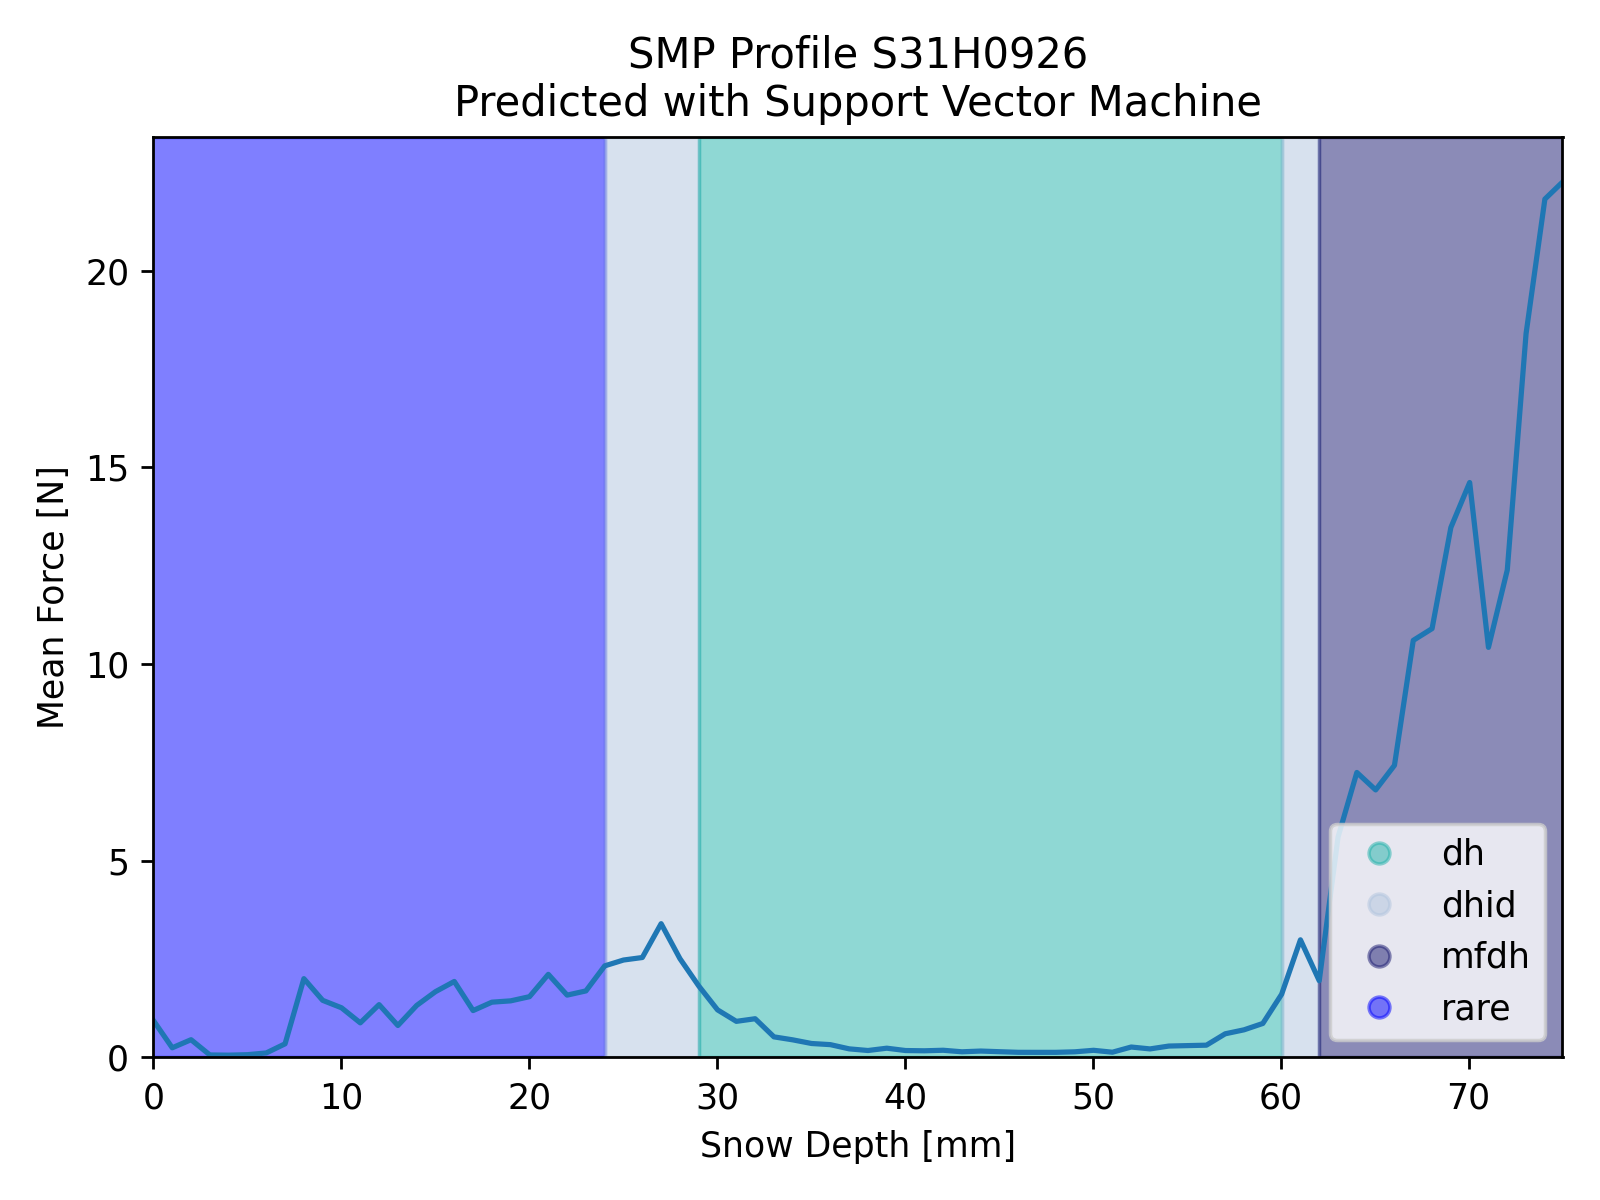 SMP Profile S31H0926
Predicted with Support Vector Machine
Mean Force [N]
20
15
10
5
0
dh
dhid
mfdh
rare
0 10 20 30 40 50 60 70
Snow Depth [mm]